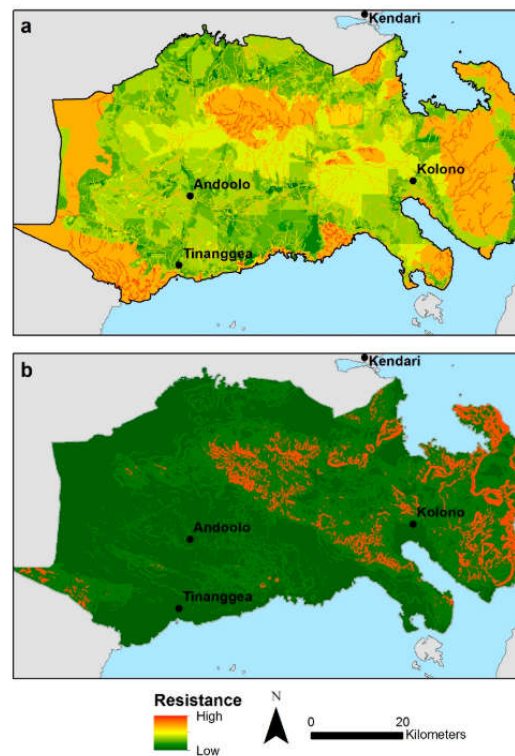 a
Kendari
Kolono
Andoolo
Tinanggea
b
Kendari
Kolono
Andoolo
Tinanggea
Resistance
High
Low
N
0 20
Kilometers